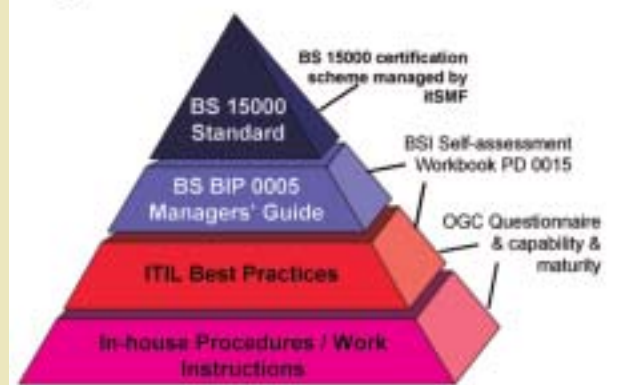 BS 15000 certification
scheme managed by
itSMF
BS 15000
Standard
BSI Self-assessment
Workbook PD 0015
BS BIP 0005
Managers' Guide
OGC Questionnaire
& capability &
maturity
ITIL Best Practices
In-house Procedures / Work
Instructions